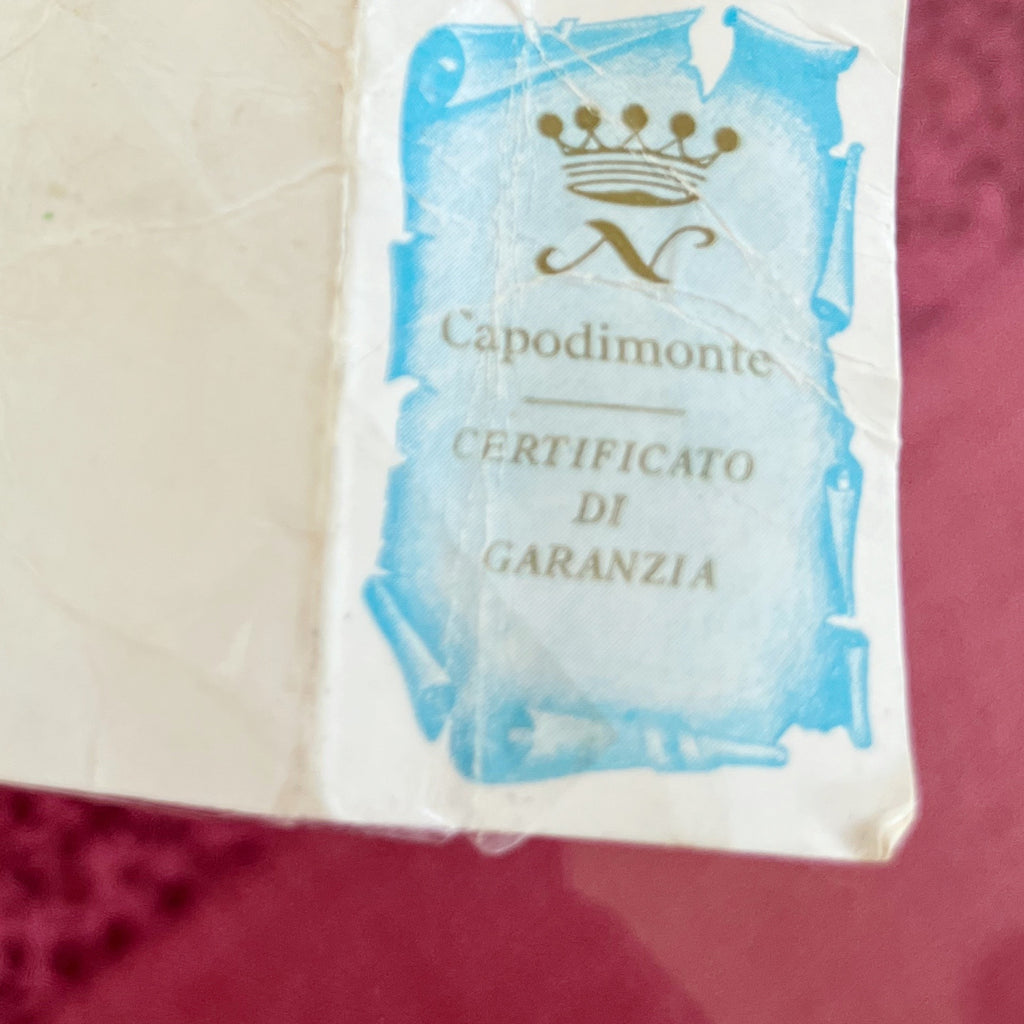 N
Capodimonte
CERTIFICATO
DI
GARANZIA